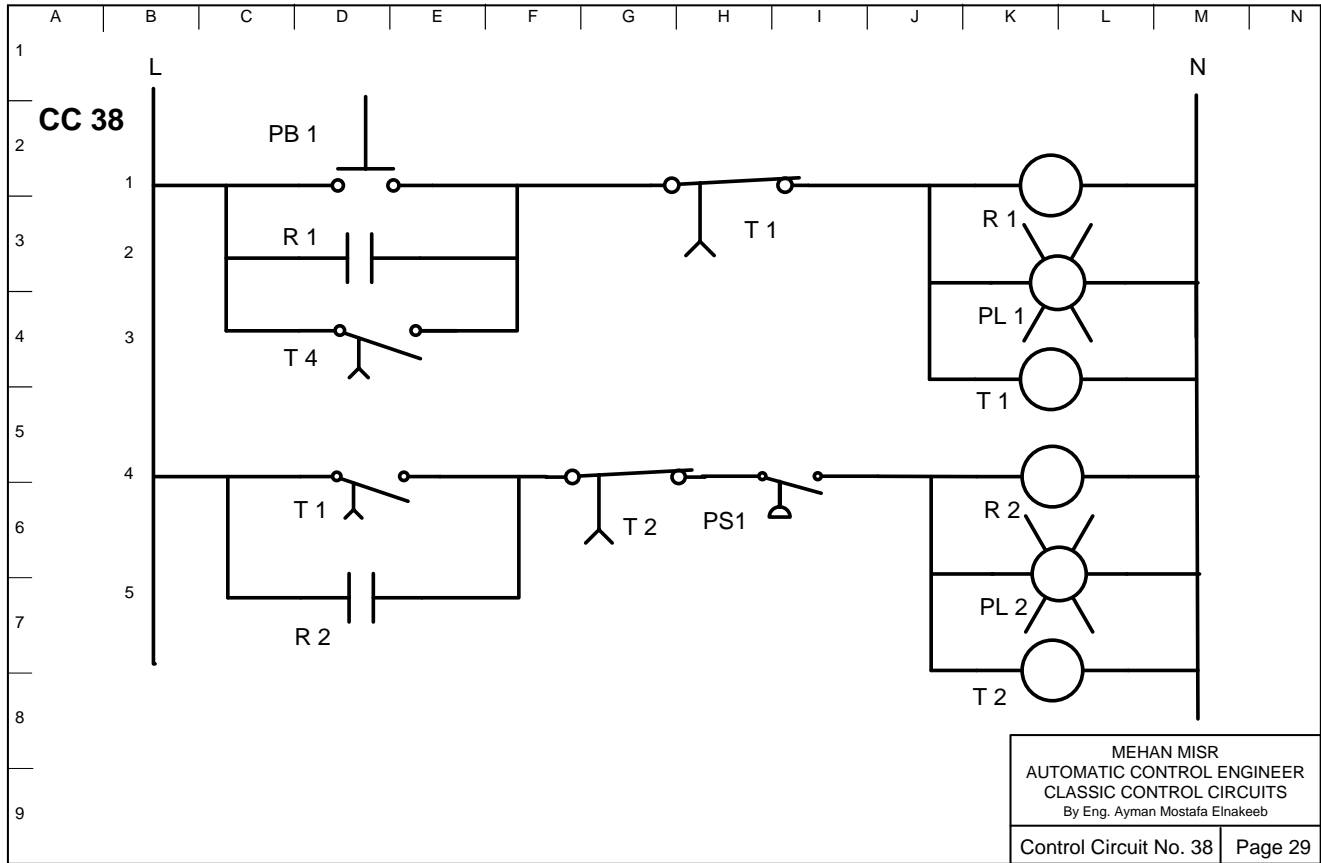 A B C D E F G H I J K L M N
1
L N
CC 38
2
PB 1
1
R 1
3
R 1
T 1
2
PL 1
4
3
T 4
T 1
5
4
T 1
T 2
PS1
R 2
6
5
PL 2
7
R 2
T 2
8
9
MEHAN MISR
AUTOMATIC CONTROL ENGINEER
CLASSIC CONTROL CIRCUITS
By Eng. Ayman Mostafa Elnakeeb
Control Circuit No. 38 Page 29